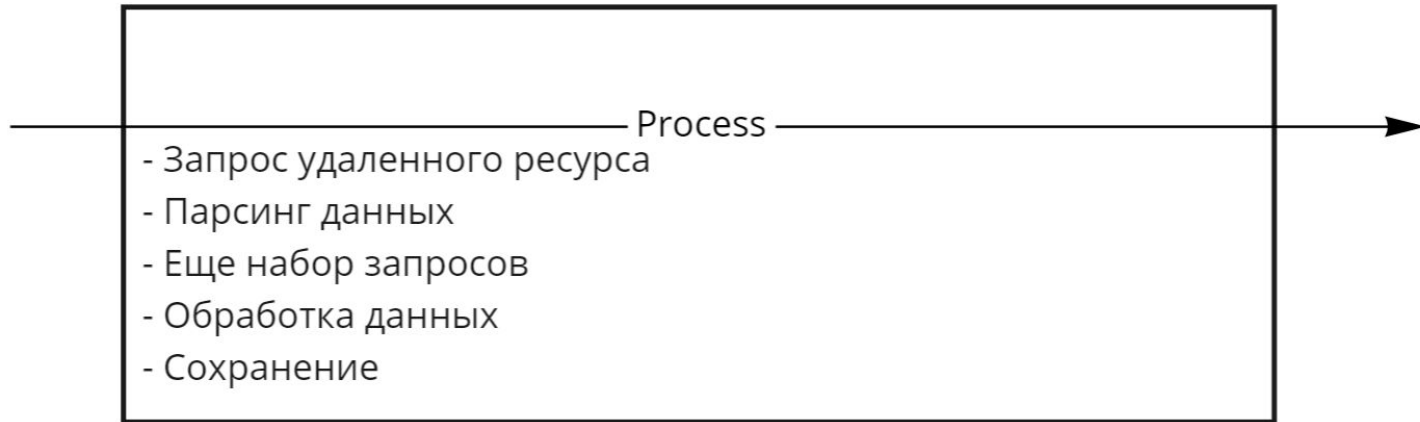 Process
- Запрос удаленного ресурса
- Парсинг данных
- Еще набор запросов
- Обработка данных
- Сохранение